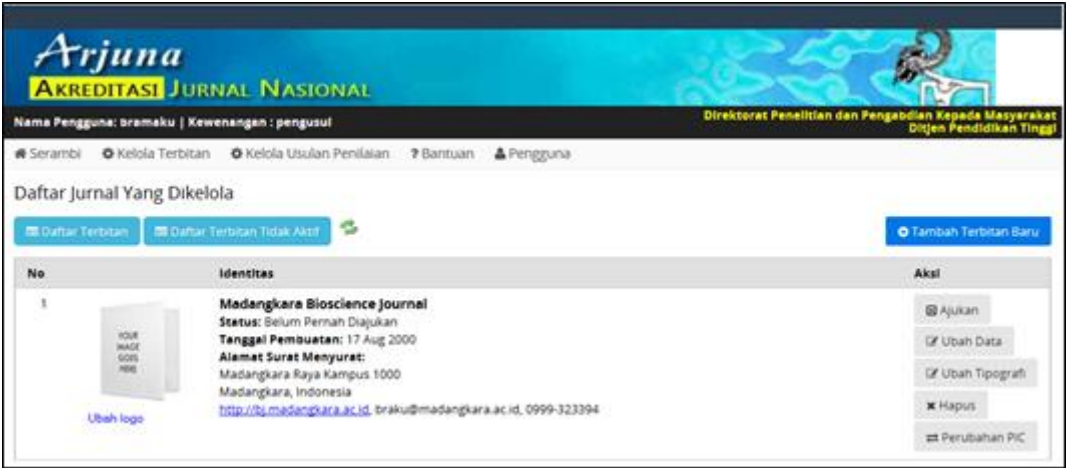 Arjuna
AKREDITASI JURNAL NASIONAL
Nama Pengguna: bramaku | Kewenangan : pengusul
Direktorat Penelitian dan Pengabdian Kepada Masyarakat
Ditjen Pendidikan Tinggi
Serambi Kelola Terbitan Kelola Usulan Penilaian ? Bantuan Pengguna
Daftar Jurnal Yang Dikelola
Daftar Terbitan Daftar Terbitan Tidak Aktif Tambah Terbitan Baru
No Identitas Aksi
1
YOUR
IMAGE
GOES
HERE
Ubah logo
Madangkara Bioscience Journal
Status: Belum Pernah Diajukan
Tanggal Pembuatan: 17 Aug 2000
Alamat Surat Menyurat:
Madangkara Raya Kampus 1000
Madangkara, Indonesia
http://bj.madangkara.ac.id, braku@madangkara.ac.id, 0999-323394
Ajukan
Ubah Data
Ubah Tipografi
Hapus
Perubahan PIC